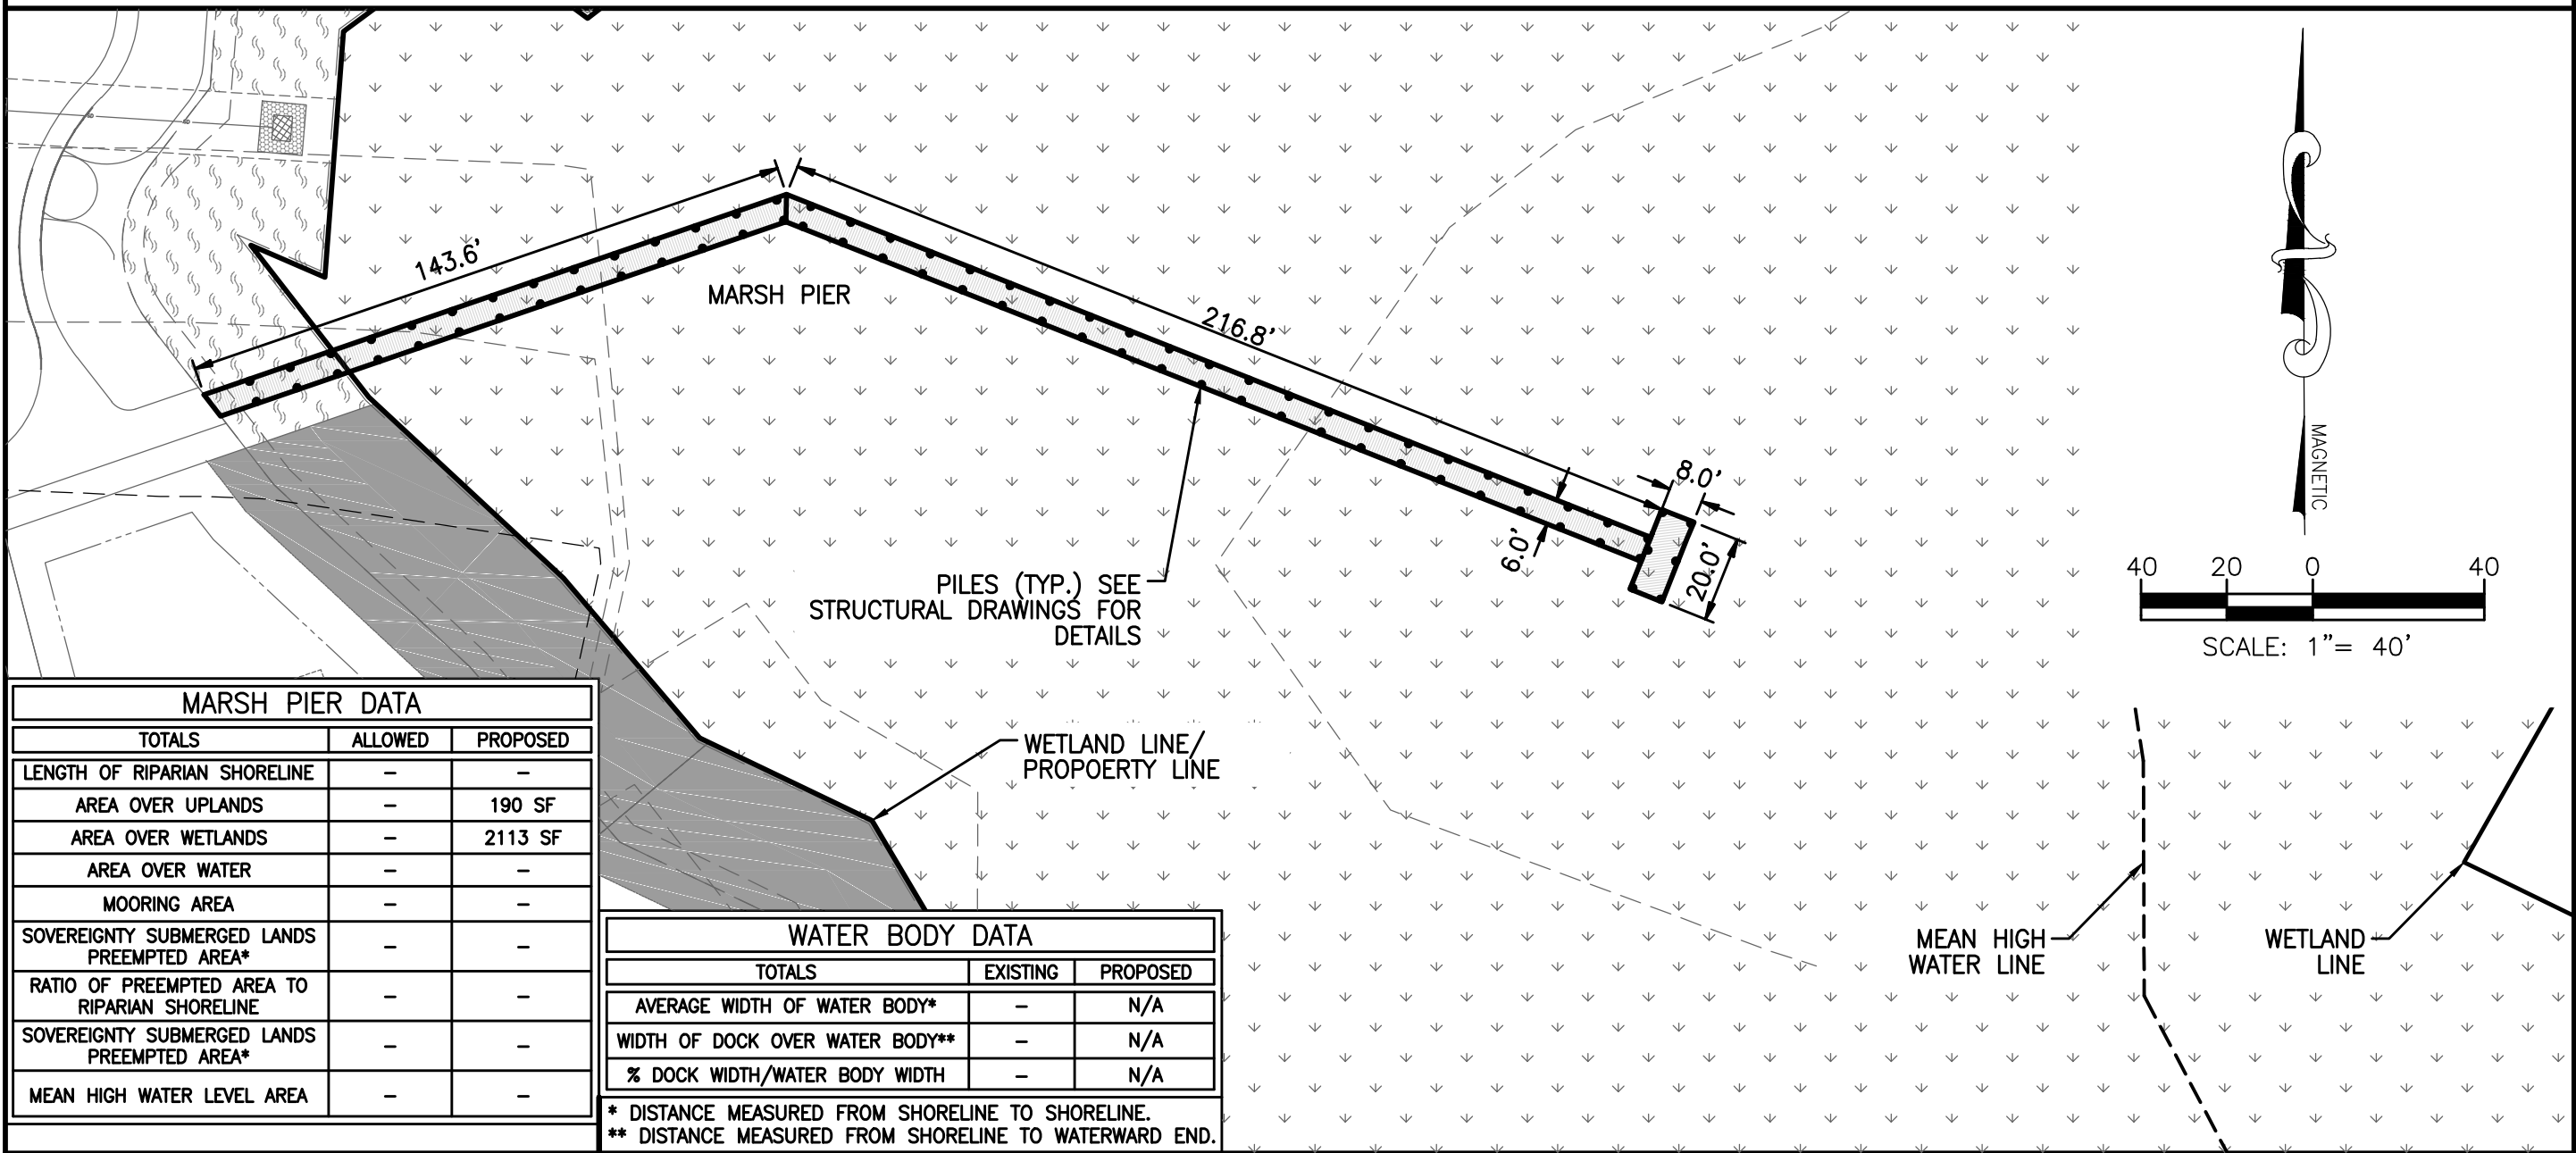 143.6'
MARSH PIER
216.8'
8.0'
6.0'
20.0'
PILES (TYP.) SEE
STRUCTURAL DRAWINGS FOR
DETAILS
MAGNETIC
40 20 0 40
SCALE: 1"= 40'
WETLAND LINE/
PROPOERTY LINE
MEAN HIGH
WATER LINE
WETLAND
LINE
MARSH PIER DATA
TOTALS ALLOWED PROPOSED
LENGTH OF RIPARIAN SHORELINE - -
AREA OVER UPLANDS - 190 SF
AREA OVER WETLANDS - 2113 SF
AREA OVER WATER - -
MOORING AREA - -
SOVEREIGNTY SUBMERGED LANDS
PREEMPTED AREA* - -
RATIO OF PREEMPTED AREA TO
RIPARIAN SHORELINE - -
SOVEREIGNTY SUBMERGED LANDS
PREEMPTED AREA* - -
MEAN HIGH WATER LEVEL AREA - -
WATER BODY DATA
TOTALS EXISTING PROPOSED
AVERAGE WIDTH OF WATER BODY* - N/A
WIDTH OF DOCK OVER WATER BODY** - N/A
% DOCK WIDTH/WATER BODY WIDTH - N/A
* DISTANCE MEASURED FROM SHORELINE TO SHORELINE.
** DISTANCE MEASURED FROM SHORELINE TO WATERWARD END.